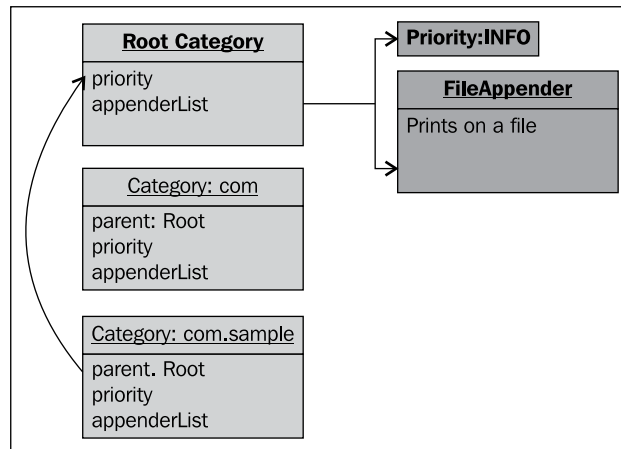 Root Category
priority
appenderList
Priority:INFO
FileAppender
Prints on a file
Category: com
parent: Root
priority
appenderList
Category: com.sample
parent. Root
priority
appenderList